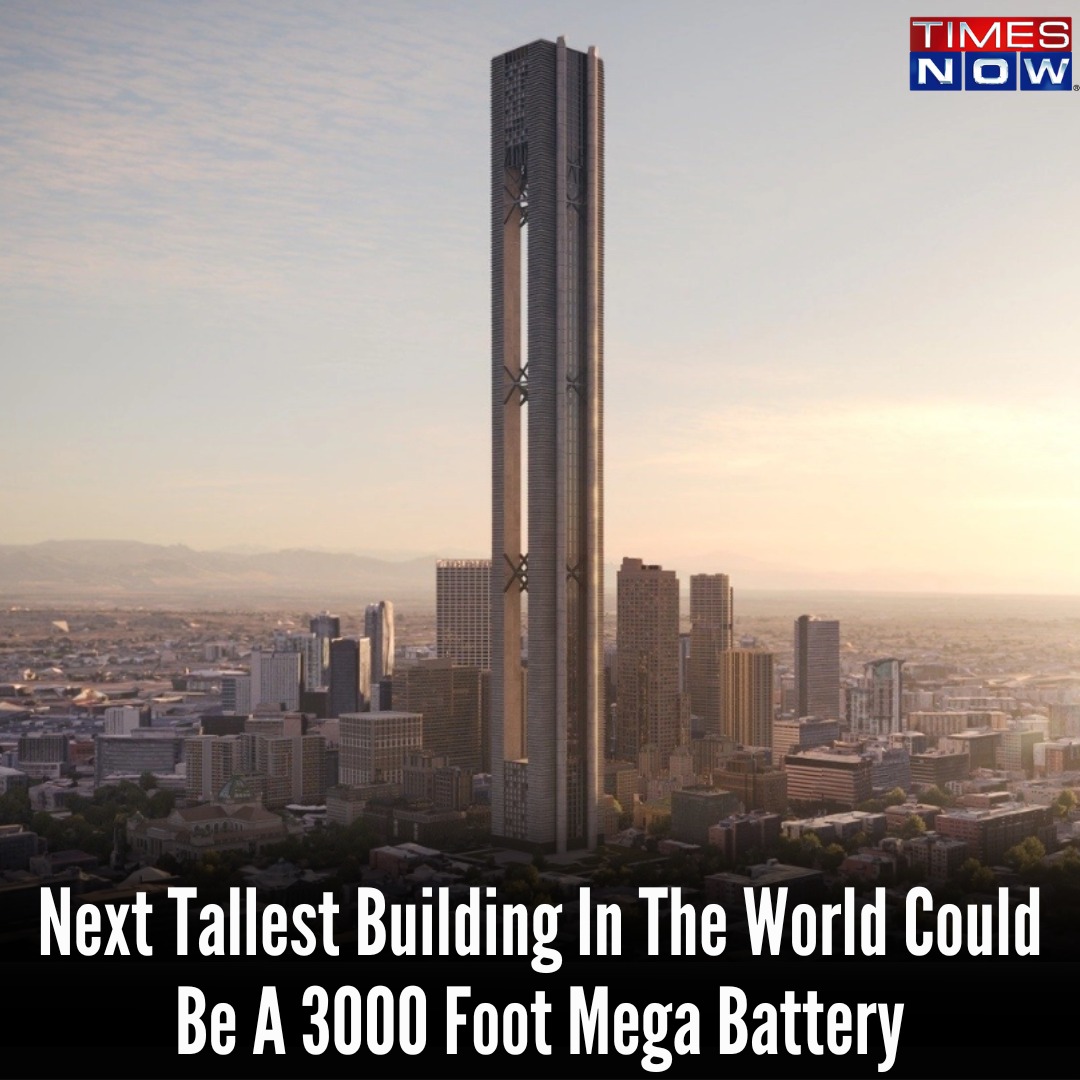 TIMES
NOW®
Next Tallest Building In The World Could
Be A 3000 Foot Mega Battery